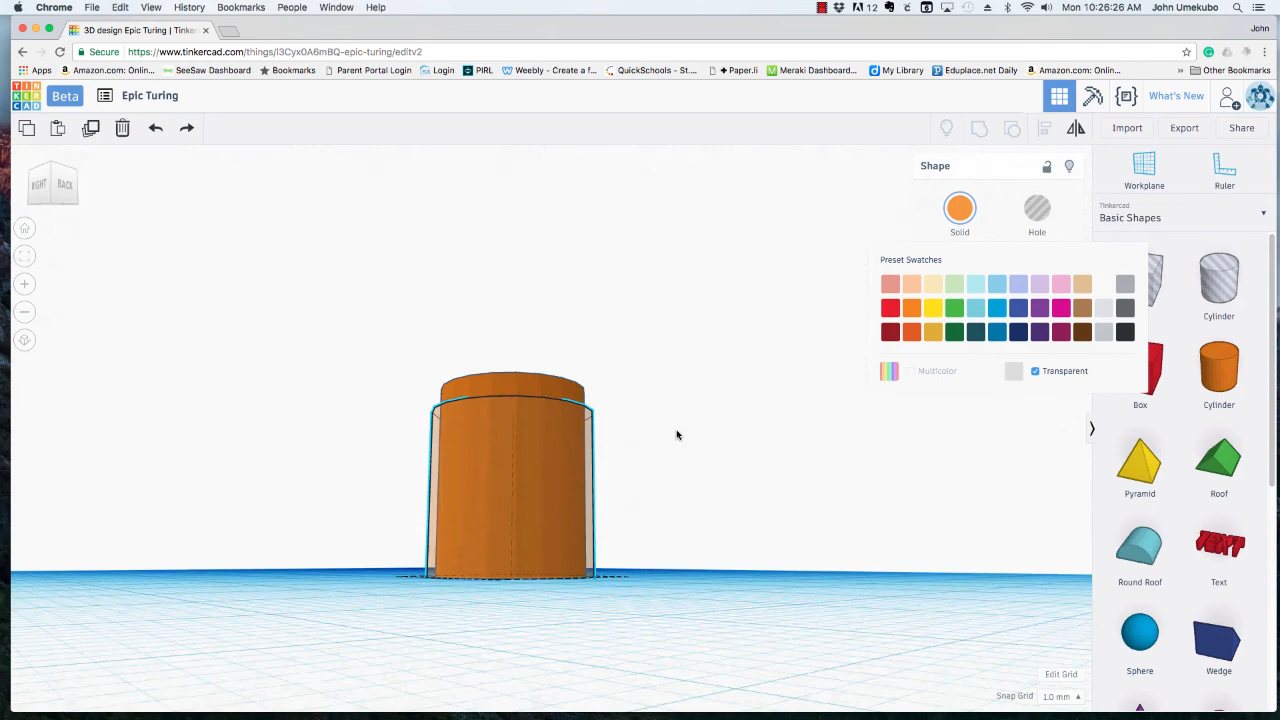 Chrome File Edit View History Bookmarks People Window Help 12 Mon 10:26:26 AM John Umekubo
3D design Epic Turing | Tinker John
Secure https://www.tinkercad.com/things/l3Cyx0A6mBQ-epic-turing/editv2
Apps Amazon.com: Onlin... SeeSaw Dashboard Bookmarks Parent Portal Login Login PIRL Weebly - Create a f... QuickSchools - St.... + Paper.li Meraki Dashboard... My Library Eduplace.net Daily Amazon.com: Onlin... » Other Bookmarks
TIN KER CAD Beta Epic Turing What's New
Import Export Share
RIGHT BACK
Shape
Solid Hole
Workplane Ruler
Tinkercad
Basic Shapes
Preset Swatches
Multicolor Transparent
Cylinder
Box Cylinder
Pyramid Roof
Round Roof Text
TEXT
Sphere Wedge
Edit Grid
Snap Grid 1.0 mm